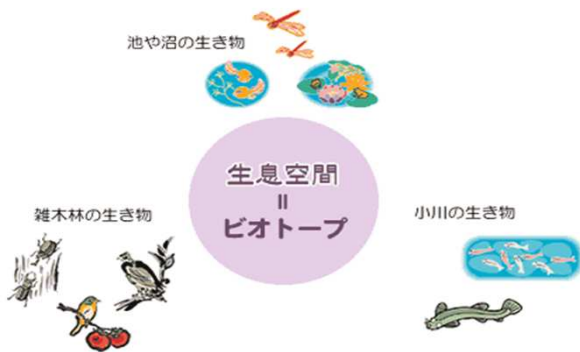 池や沼の生き物
生息空間
＝
ビオトープ
雑木林の生き物
小川の生き物